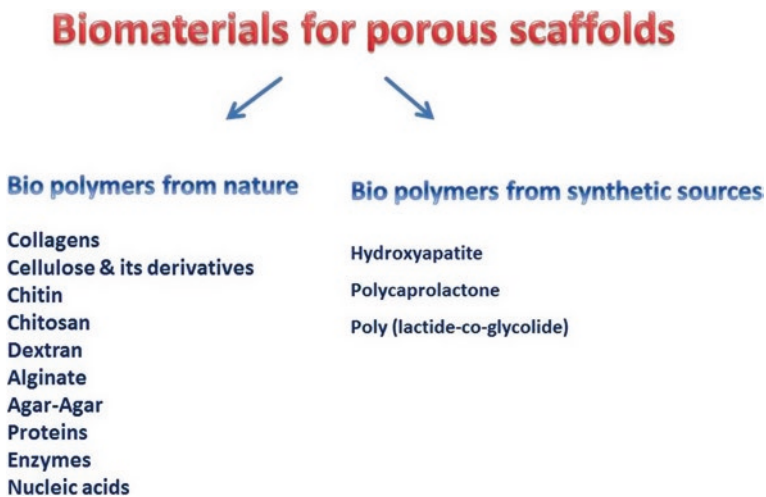 Biomaterials for porous scaffolds
Bio polymers from nature
Collagens
Cellulose & its derivatives
Chitin
Chitosan
Dextran
Alginate
Agar-Agar
Proteins
Enzymes
Nucleic acids
Bio polymers from synthetic sources
Hydroxyapatite
Polycaprolactone
Poly (lactide-co-glycolide)